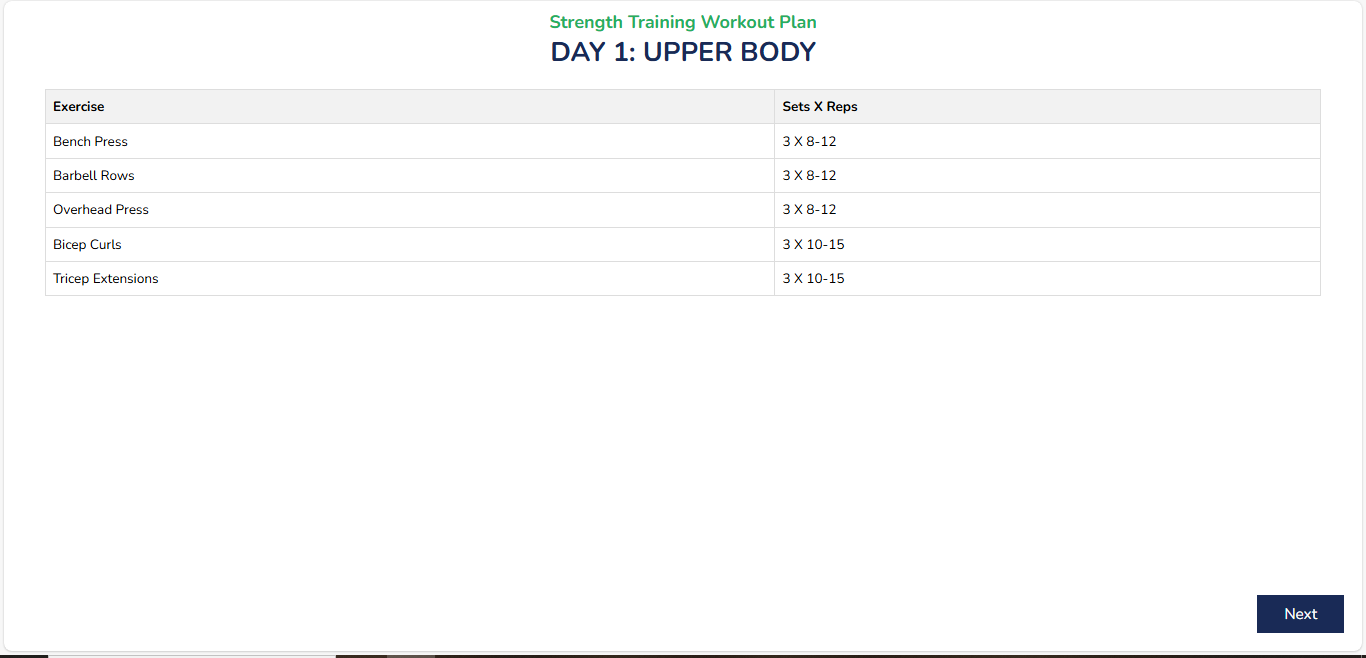 Strength Training Workout Plan
DAY 1: UPPER BODY
Exercise Sets X Reps
Bench Press 3 X 8-12
Barbell Rows 3 X 8-12
Overhead Press 3 X 8-12
Bicep Curls 3 X 10-15
Tricep Extensions 3 X 10-15
Next